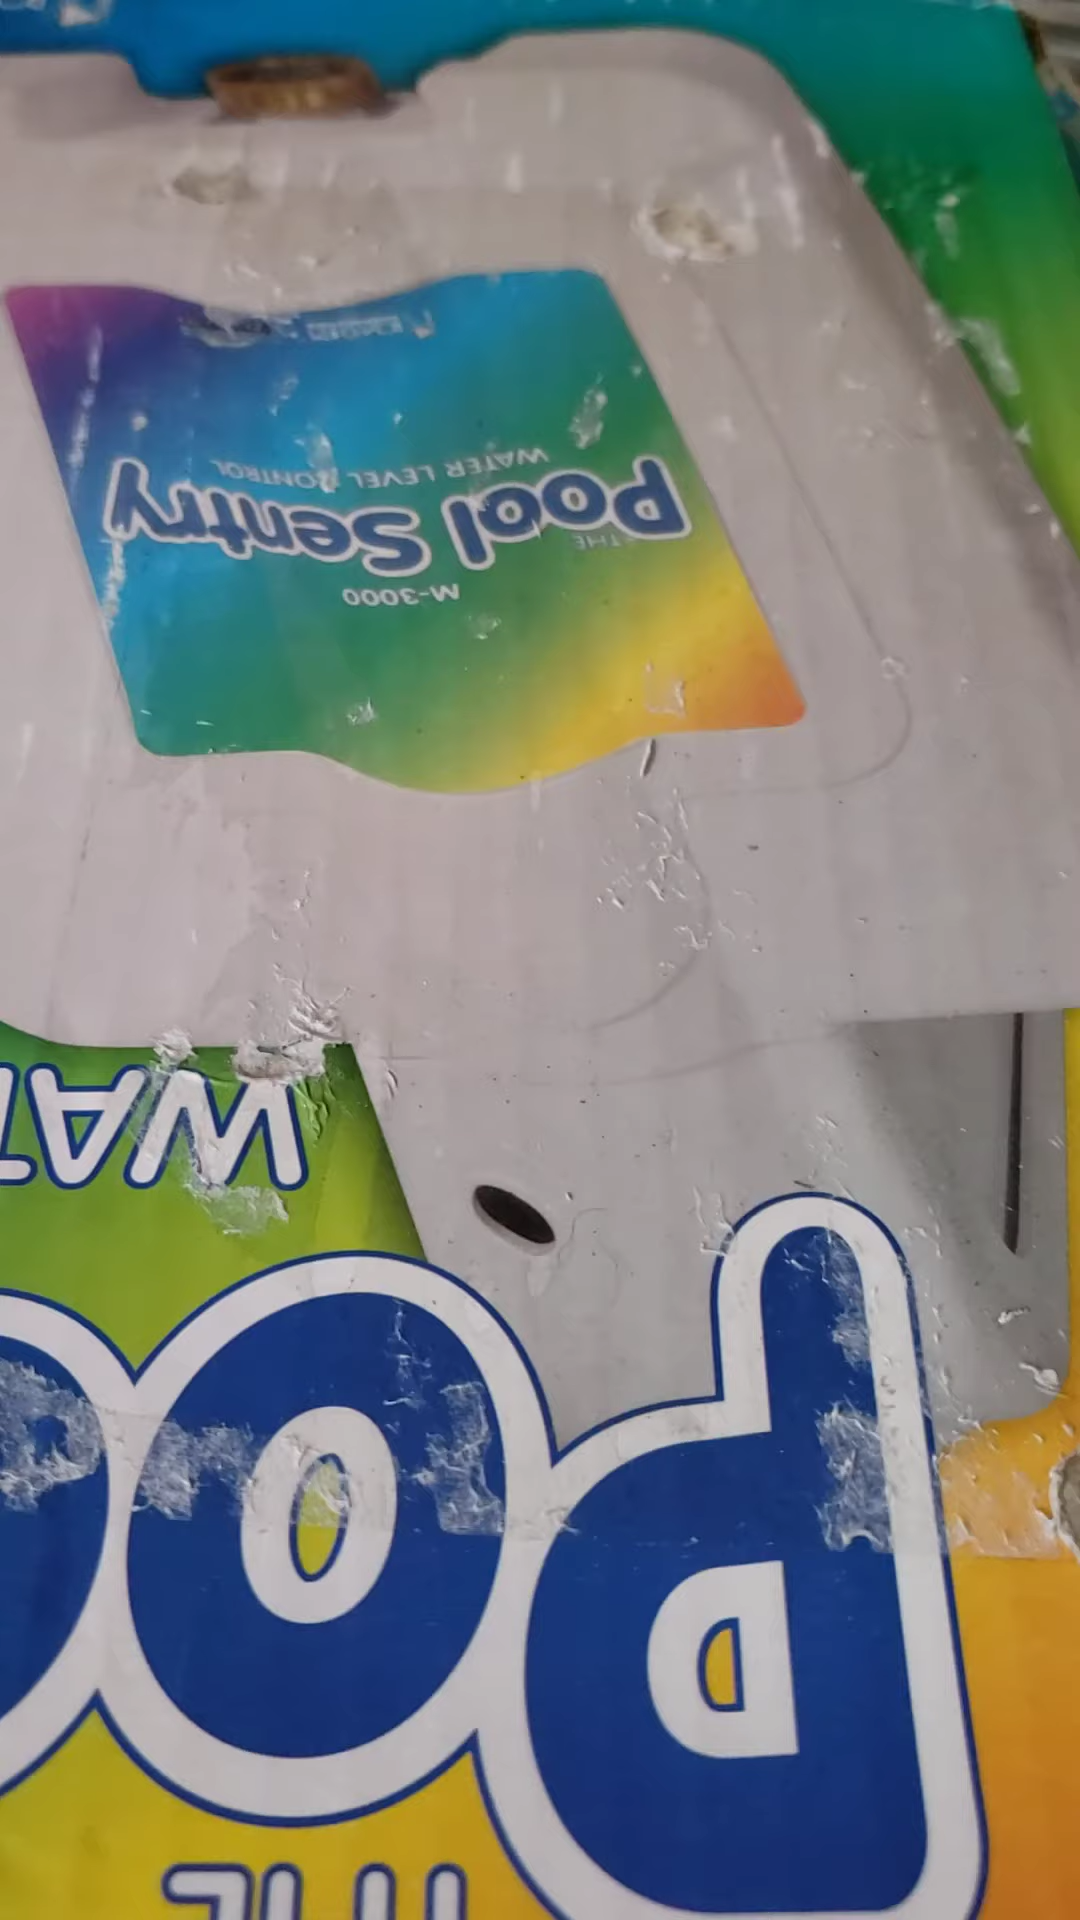 M-3000
THE
Pool Sentry
WATER LEVEL CONTROL
THE
POO
WAT